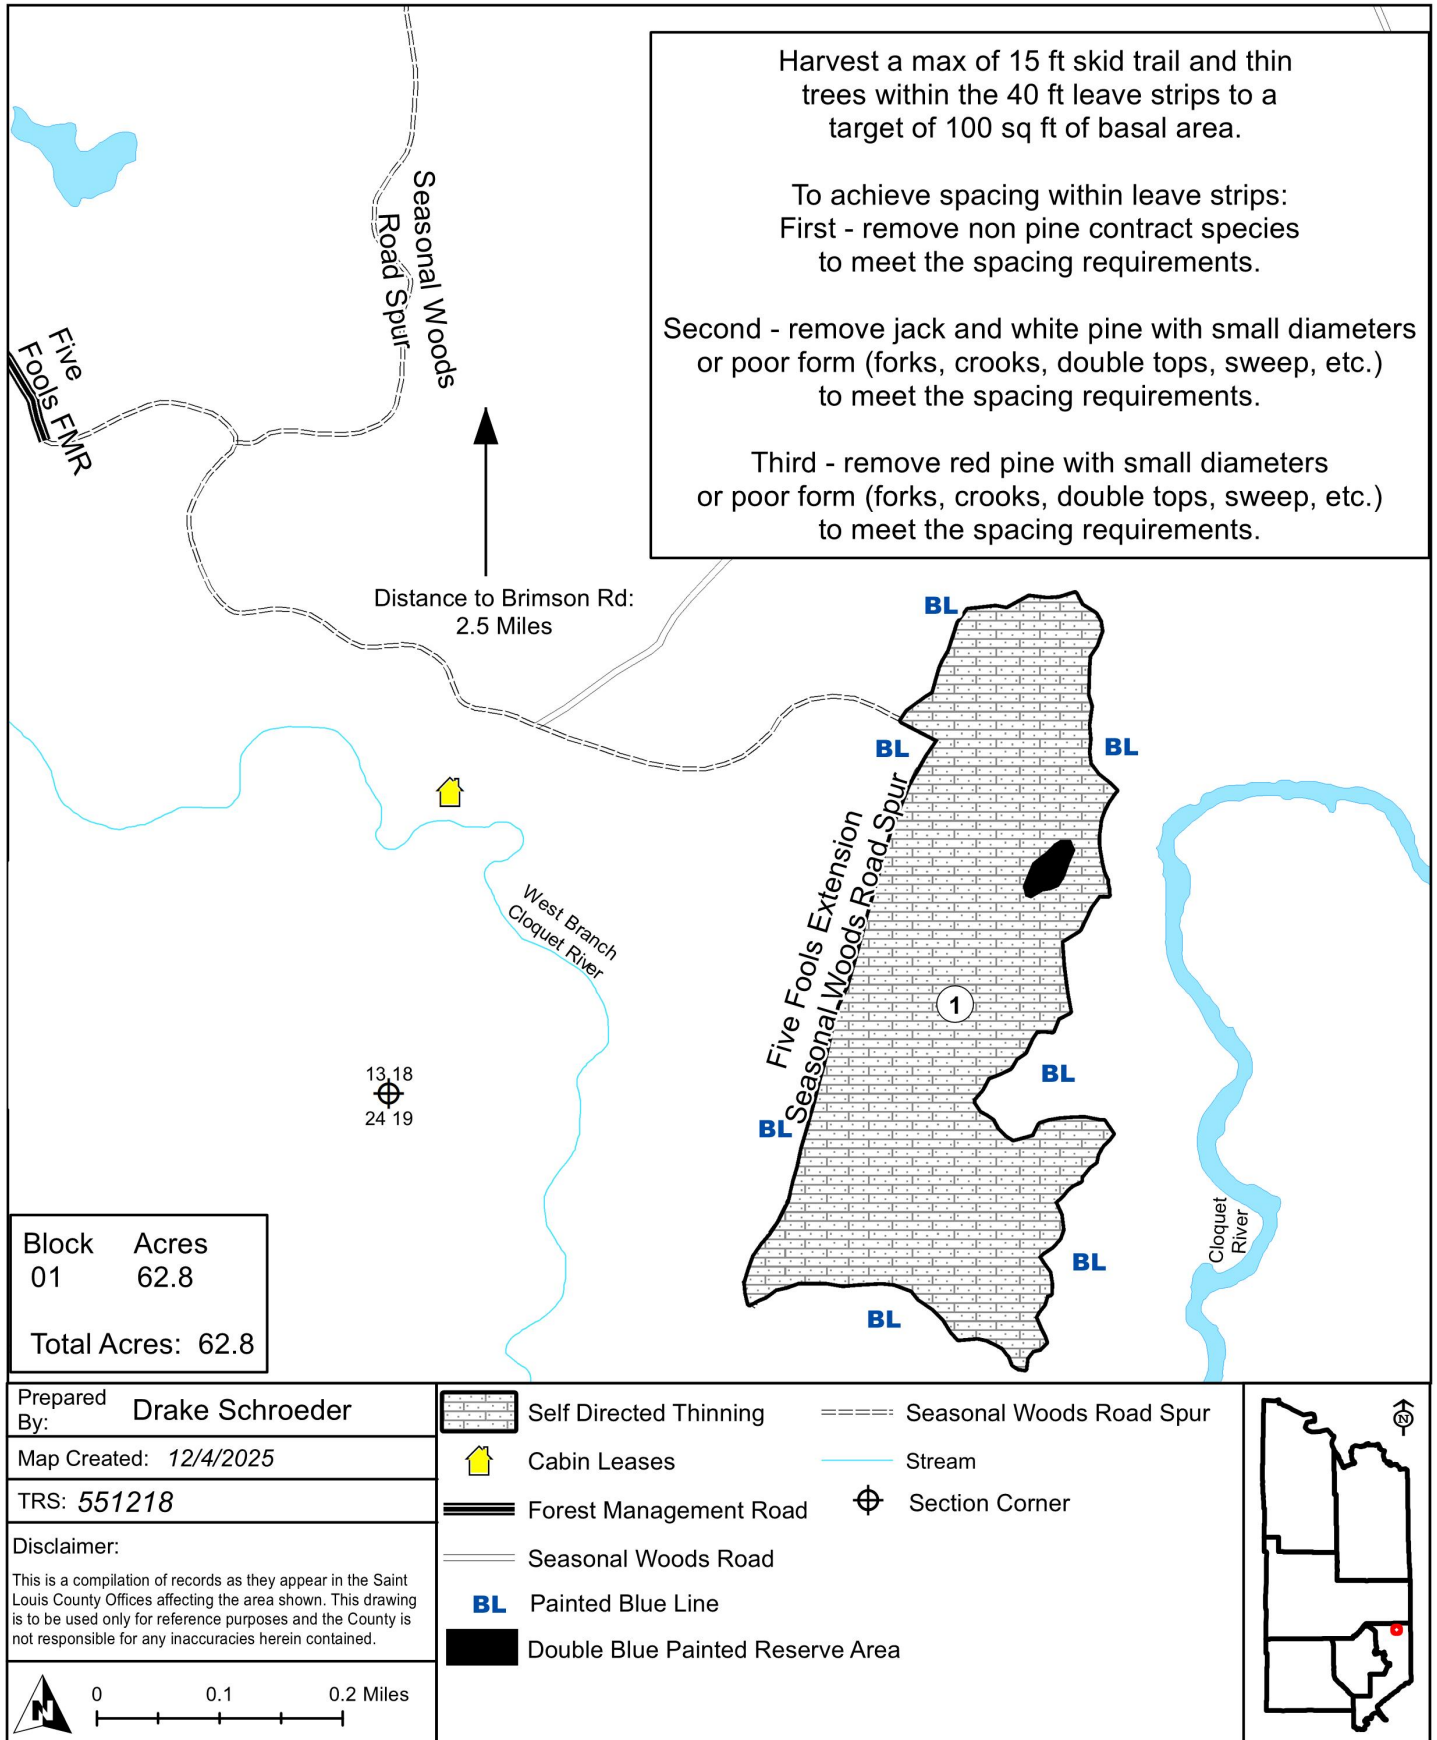 Harvest a max of 15 ft skid trail and thin
trees within the 40 ft leave strips to a
target of 100 sq ft of basal area.
To achieve spacing within leave strips:
First - remove non pine contract species
to meet the spacing requirements.
Second - remove jack and white pine with small diameters
or poor form (forks, crooks, double tops, sweep, etc.)
to meet the spacing requirements.
Third - remove red pine with small diameters
or poor form (forks, crooks, double tops, sweep, etc.)
to meet the spacing requirements.
Seasonal Woods
Road Spur
Five
Fools FMR
Distance to Brimson Rd:
2.5 Miles
BL
BL
BL
Five Fools Extension
Seasonal Woods Road Spur
West Branch
Cloquet River
1
13 18
24 19
BL
BL
Cloquet
River
BL
BL
Block Acres
01 62.8
Total Acres: 62.8
Prepared
By: Drake Schroeder
Map Created: 12/4/2025
TRS: 551218
Disclaimer:
This is a compilation of records as they appear in the Saint
Louis County Offices affecting the area shown. This drawing
is to be used only for reference purposes and the County is
not responsible for any inaccuracies herein contained.
N
0 0.1 0.2 Miles
Self Directed Thinning
Cabin Leases
Forest Management Road
Seasonal Woods Road
BL Painted Blue Line
Double Blue Painted Reserve Area
Seasonal Woods Road Spur
Stream
Section Corner
N